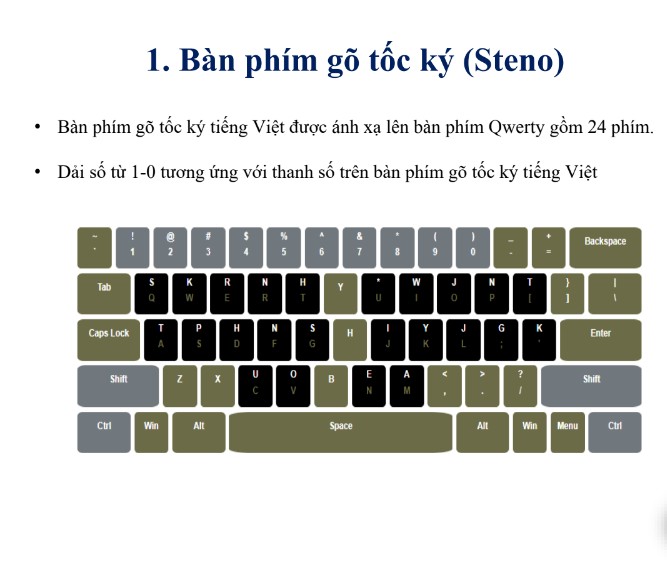 1. Bàn phím gõ tốc ký (Steno)
• Bàn phím gõ tốc ký tiếng Việt được ánh xạ lên bàn phím Qwerty gồm 24 phím.
• Dải số từ 1-0 tương ứng với thanh số trên bàn phím gõ tốc ký tiếng Việt
~ ! @ # $ % ^ & * ( ) _ + Backspace
` 1 2 3 4 5 6 7 8 9 0 - =
Tab S K R N H Y * W J N T } |
Q W E R T U I O P [ ] \
Caps Lock T P H N S H I Y J G K Enter
A S D F G J K L ; '
Shift Z X U O B E A < > ? Shift
C V N M , . /
Ctrl Win Alt Space Alt Win Menu Ctrl